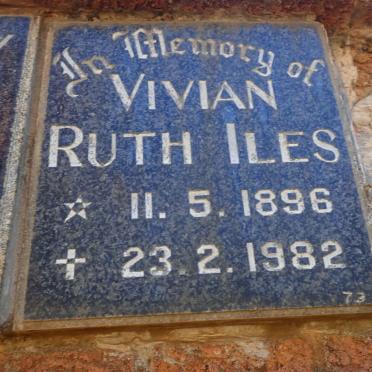 In Memory of
VIVIAN
RUTH ILES
☆ 11. 5. 1896
✝ 23. 2. 1982
73